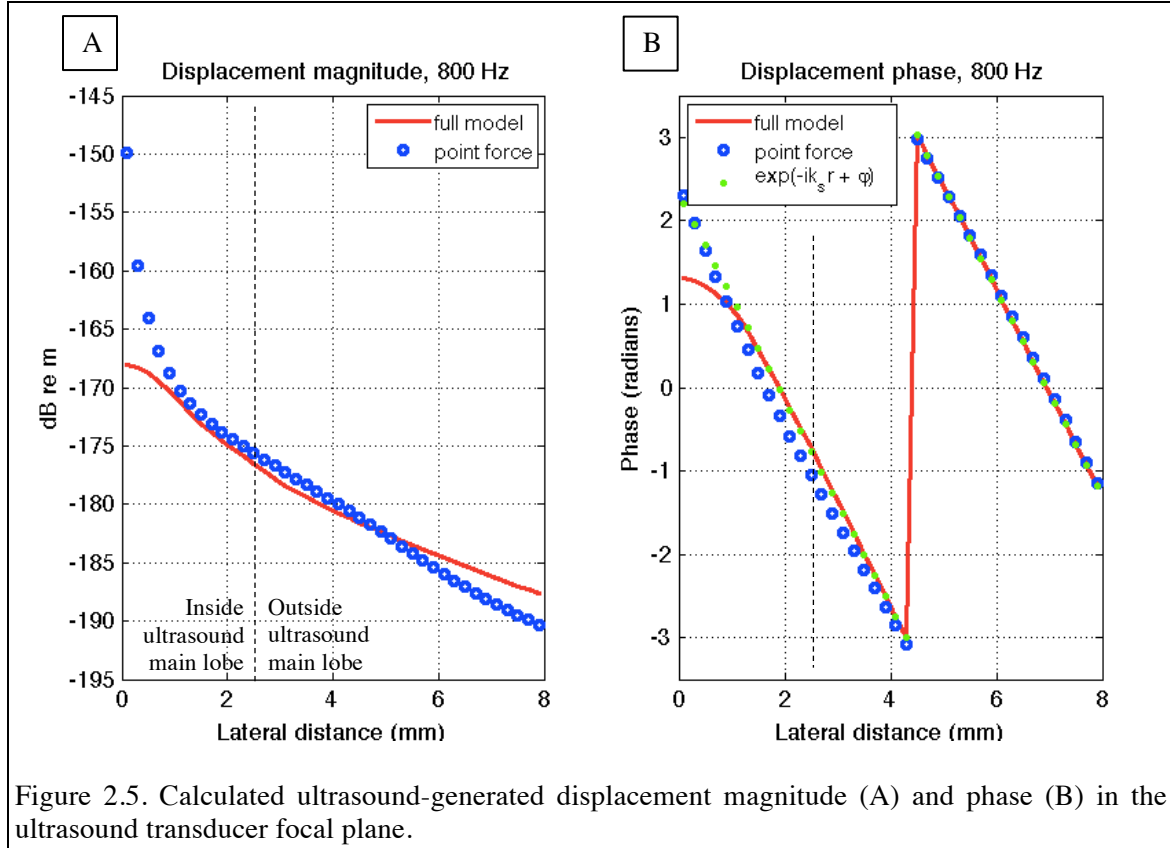 A
Displacement magnitude, 800 Hz
-145
-150
-155
-160
-165
-170
-175
-180
-185
-190
-195
dB re m
full model
point force
Inside
ultrasound
main lobe
Outside
ultrasound
main lobe
0
2
4
6
8
Lateral distance (mm)
B
Displacement phase, 800 Hz
3
2
1
0
-1
-2
-3
Phase (radians)
full model
point force
exp(-ik_s r + φ)
0
2
4
6
8
Lateral distance (mm)
Figure 2.5. Calculated ultrasound-generated displacement magnitude (A) and phase (B) in the
ultrasound transducer focal plane.